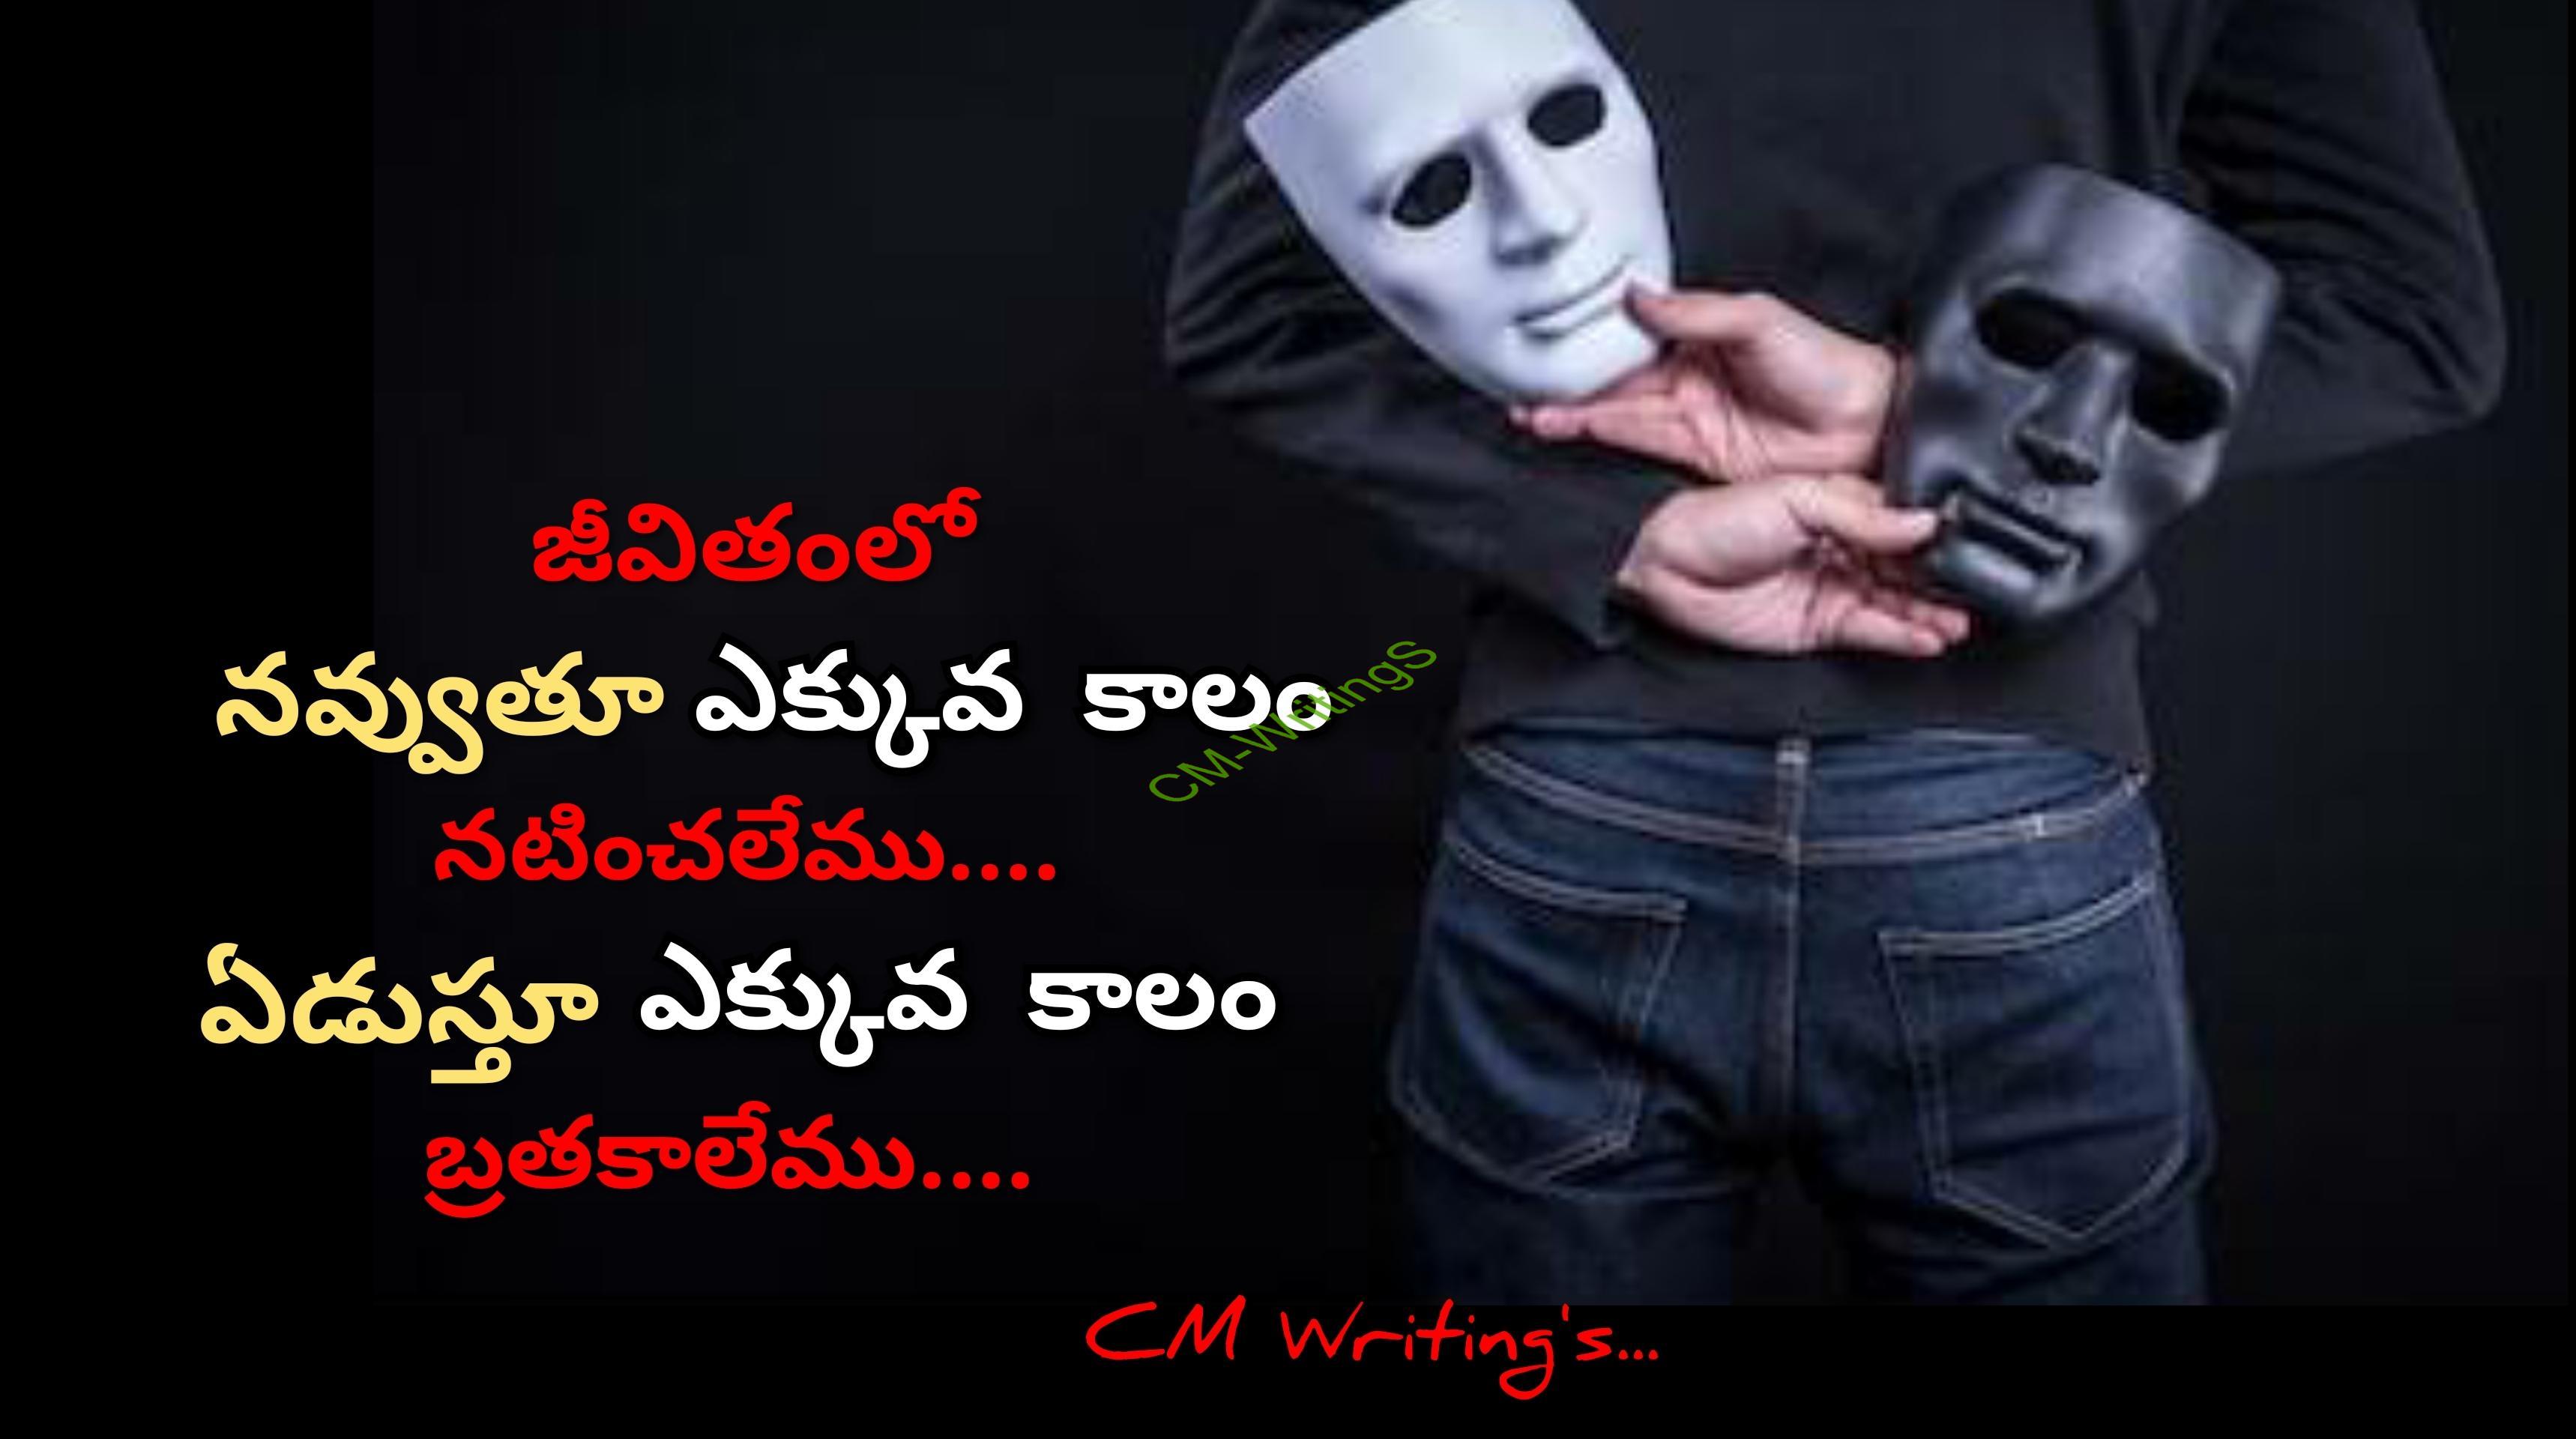 జీవితంలో
నవ్వుతూ ఎక్కువ కాలం
నటించలేము....
ఏడుస్తూ ఎక్కువ కాలం
బ్రతకాలేము....
CM-WritingS
CM Writing's...